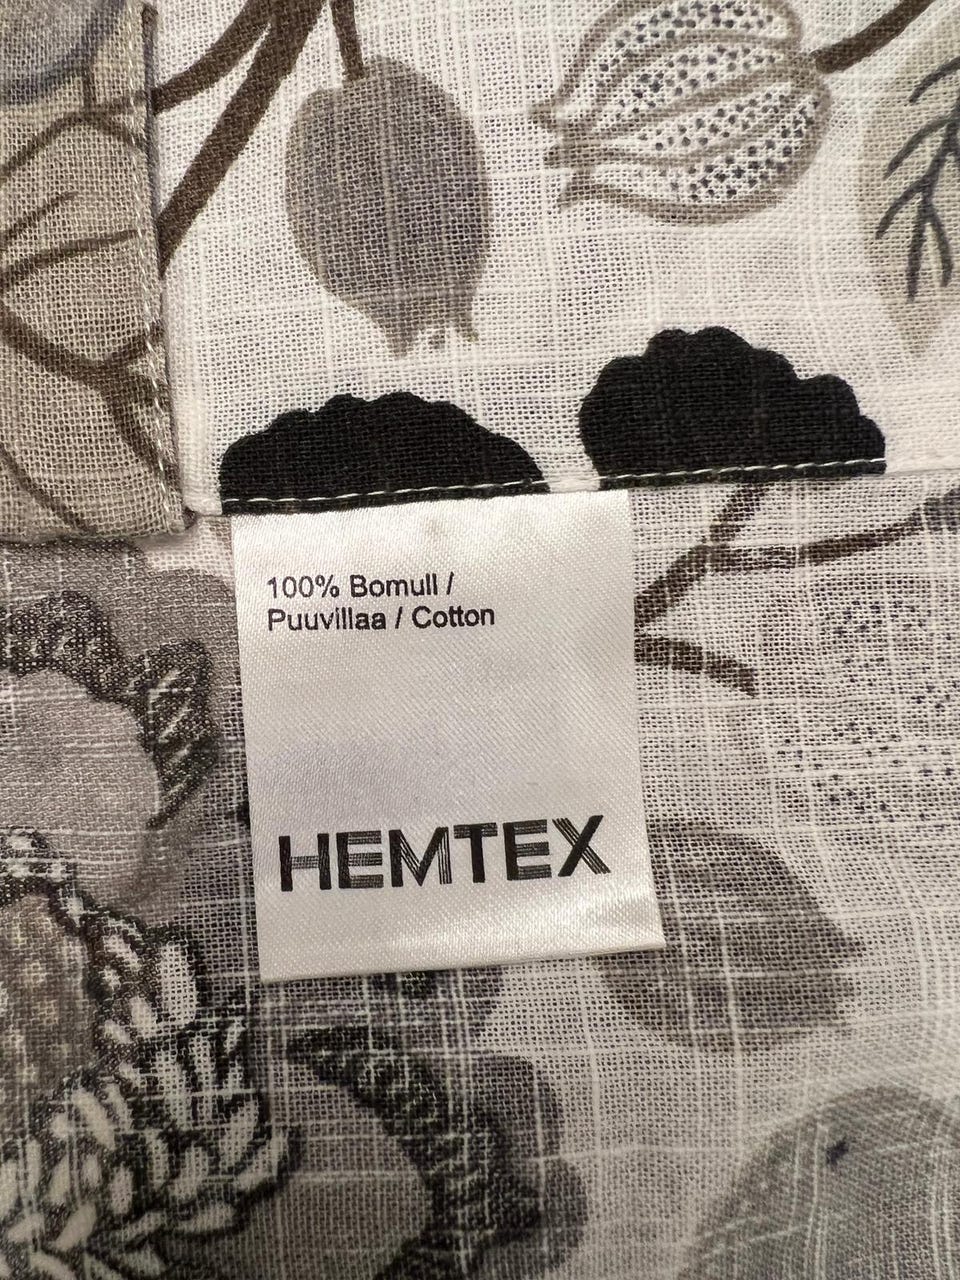 100% Bomull /
Puuvillaa / Cotton
HEMTEX